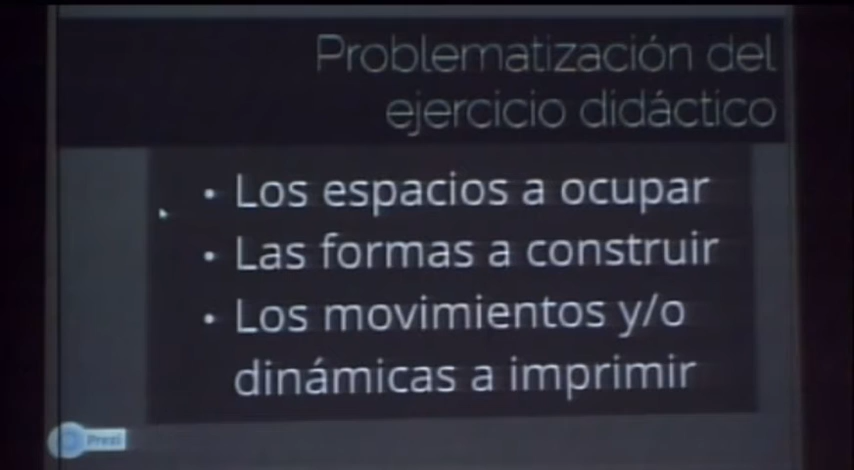 Problematización del
ejercicio didáctico
• Los espacios a ocupar
• Las formas a construir
• Los movimientos y/o
dinámicas a imprimir
Prezi